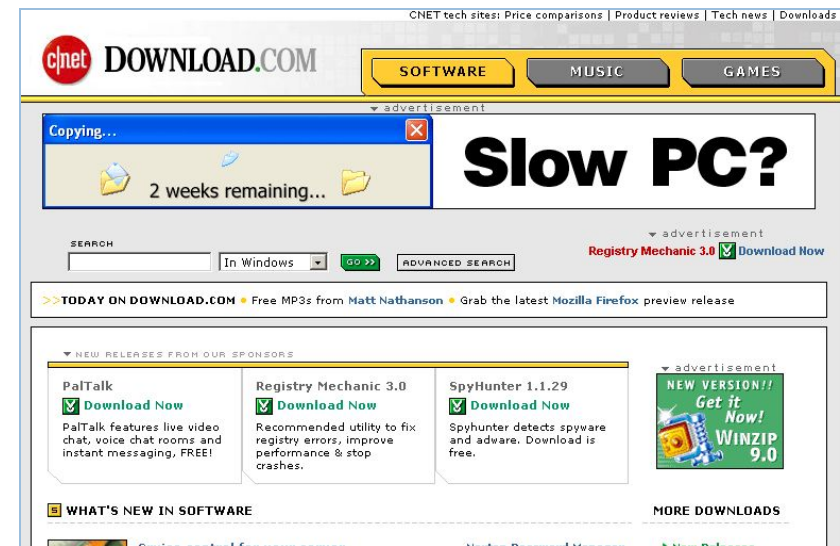 CNET tech sites: Price comparisons | Product reviews | Tech news | Downloads
c|net DOWNLOAD.COM
SOFTWARE MUSIC GAMES
advertisement
Copying...
2 weeks remaining...
Slow PC?
advertisement
SEARCH
In Windows GO >> ADVANCED SEARCH
Registry Mechanic 3.0 Download Now
>>TODAY ON DOWNLOAD.COM • Free MP3s from Matt Nathanson • Grab the latest Mozilla Firefox preview release
NEW RELEASES FROM OUR SPONSORS
PalTalk
Download Now
PalTalk features live video
chat, voice chat rooms and
instant messaging, FREE!
Registry Mechanic 3.0
Download Now
Recommended utility to fix
registry errors, improve
performance & stop
crashes.
SpyHunter 1.1.29
Download Now
Spyhunter detects spyware
and adware. Download is
free.
advertisement
NEW VERSION!!
Get it
Now!
WINZIP
9.0
S WHAT'S NEW IN SOFTWARE
MORE DOWNLOADS